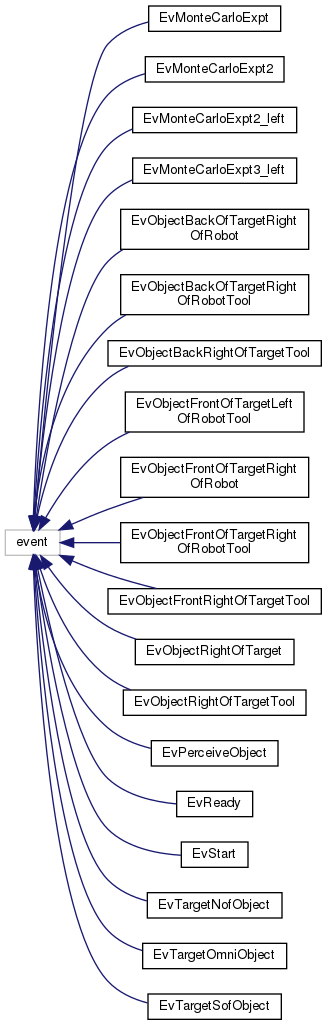 EvMonteCarloExpt
EvMonteCarloExpt2
EvMonteCarloExpt2_left
EvMonteCarloExpt3_left
EvObjectBackOfTargetRight
OfRobot
EvObjectBackOfTargetRight
OfRobotTool
EvObjectBackRightOfTargetTool
EvObjectFrontOfTargetLeft
OfRobotTool
EvObjectFrontOfTargetRight
OfRobot
event
EvObjectFrontOfTargetRight
OfRobotTool
EvObjectFrontRightOfTargetTool
EvObjectRightOfTarget
EvObjectRightOfTargetTool
EvPerceiveObject
EvReady
EvStart
EvTargetNofObject
EvTargetOmniObject
EvTargetSofObject